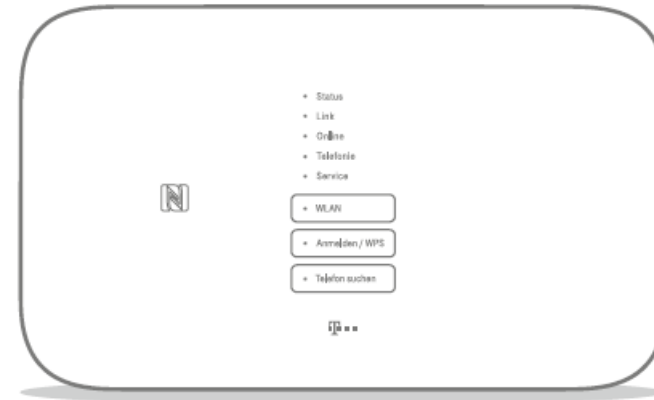 Status
Link
Online
Telefonie
Service
WLAN
Anmelden / WPS
Telefon suchen
T